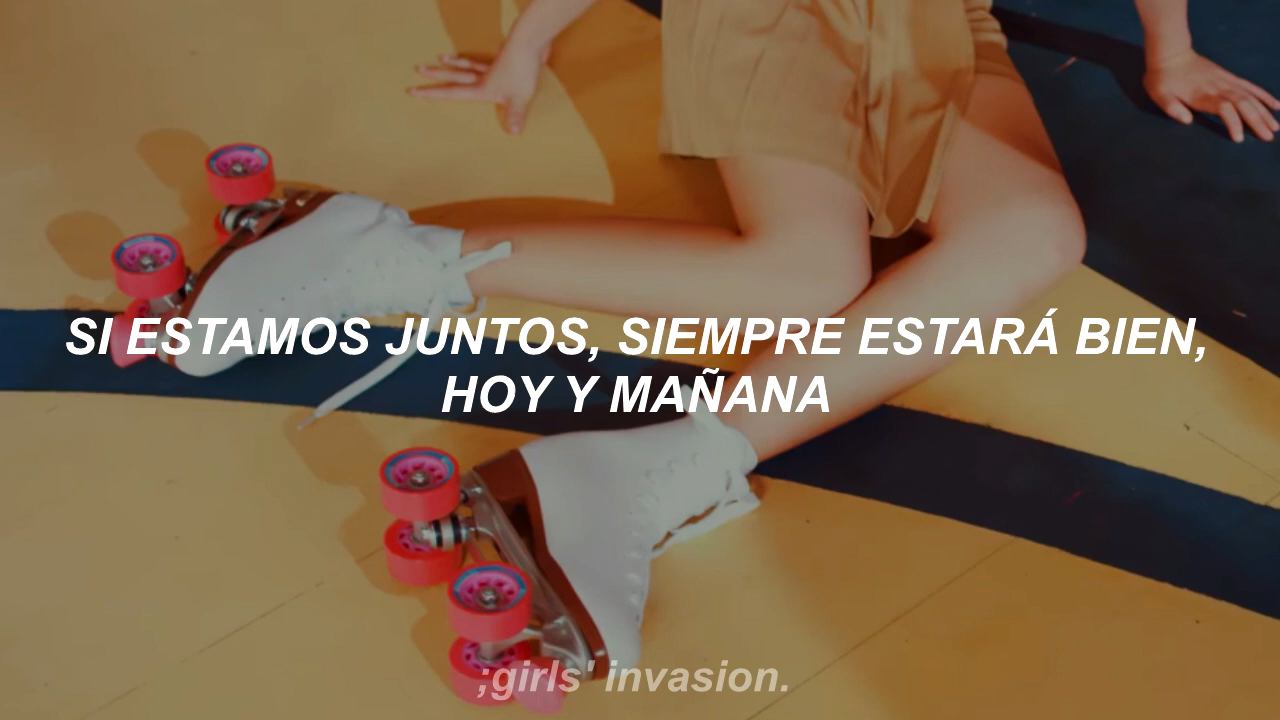 SI ESTAMOS JUNTOS, SIEMPRE ESTARÁ BIEN,
HOY Y MAÑANA
;girls' invasion.